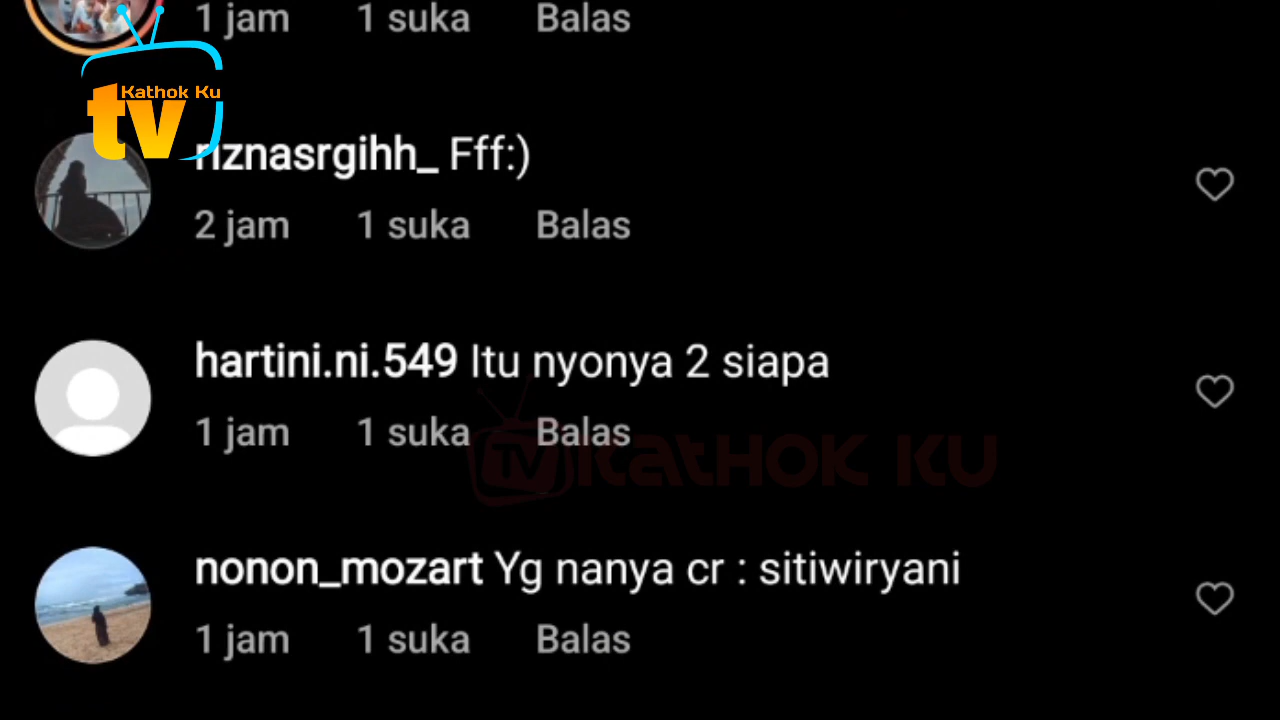 1 jam 1 suka Balas
Kathok Ku
tv
riznasrgihh_ Fff:)
2 jam 1 suka Balas
hartini.ni.549 Itu nyonya 2 siapa
1 jam 1 suka Balas
TV KATHOK KU
nonon_mozart Yg nanya cr : sitiwiryani
1 jam 1 suka Balas